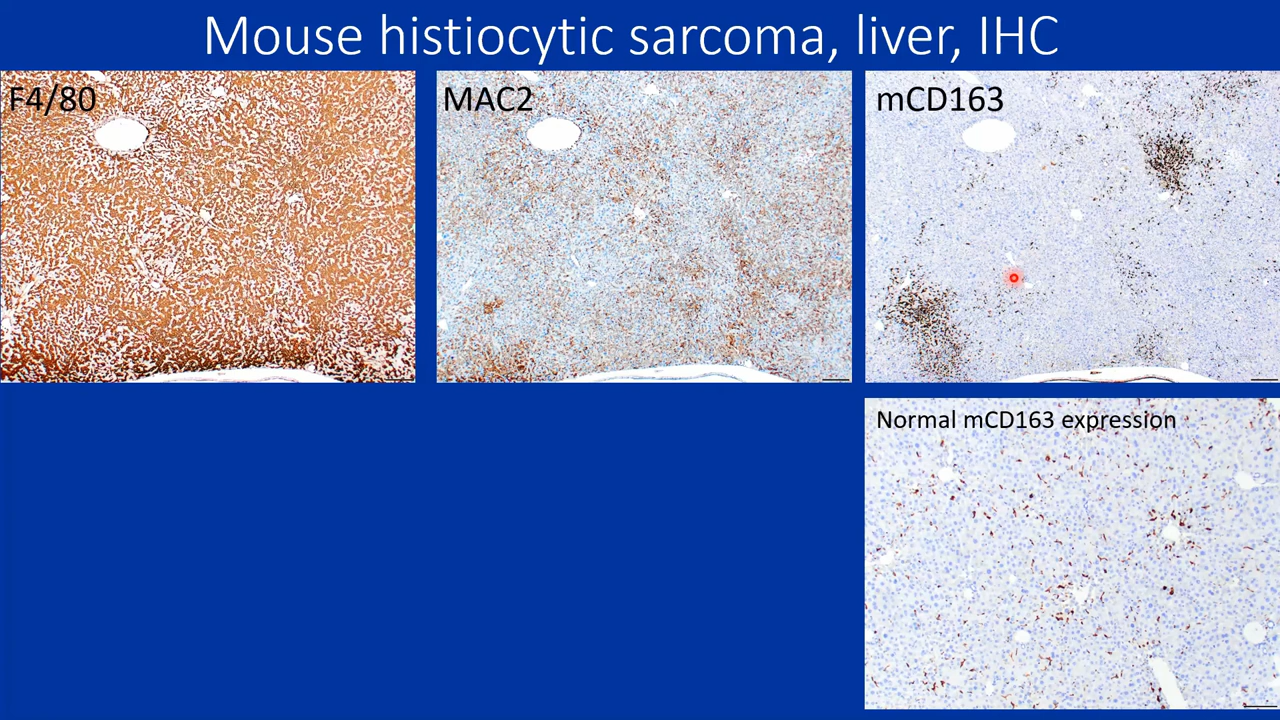 Mouse histiocytic sarcoma, liver, IHC
F4/80
MAC2
mCD163
Normal mCD163 expression